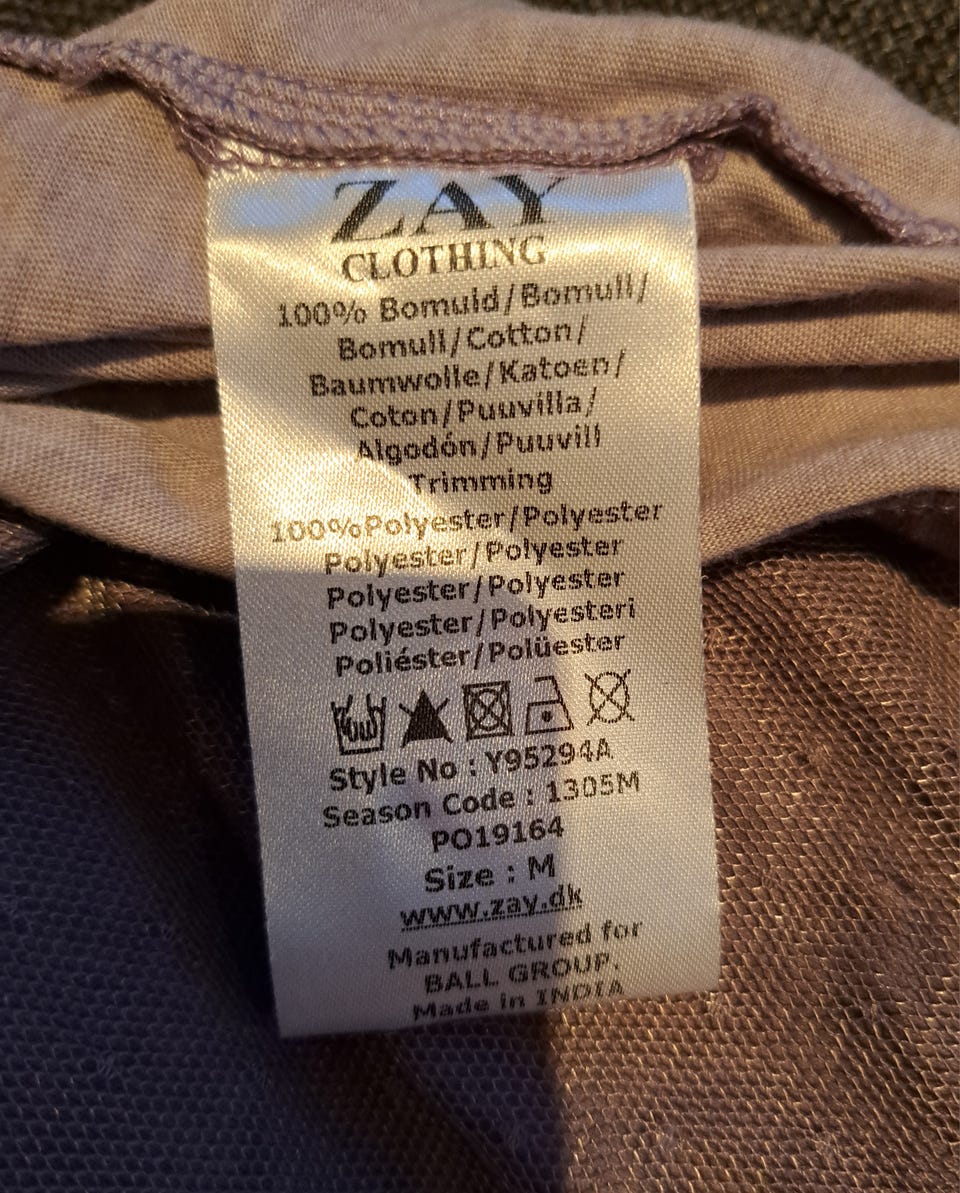 ZAY
CLOTHING
100% Bomuld/Bomull/
Bomull/Cotton/
Baumwolle/Katoen/
Coton/Puuvilla/
Algodón/Puuvill
Trimming
100%Polyester/Polyester
Polyester/Polyester
Polyester/Polyester
Polyester/Polyesteri
Poliéster/Polüester
Style No : Y95294A
Season Code : 1305M
PO19164
Size : M
www.zay.dk
Manufactured for
BALL GROUP.
Made in INDIA